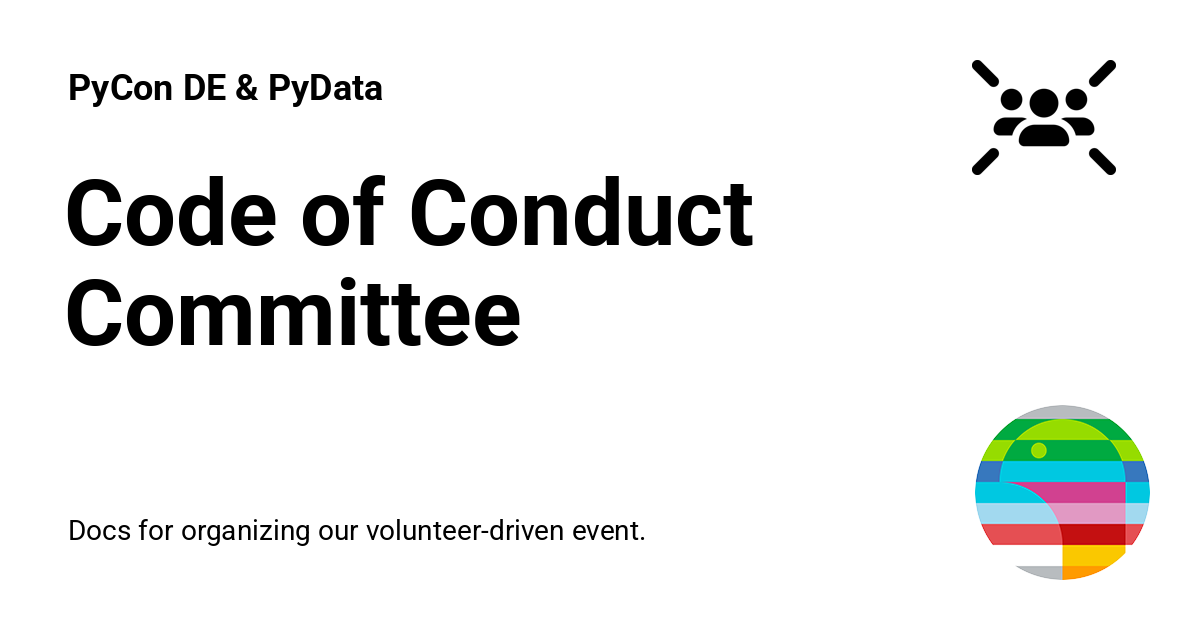 PyCon DE & PyData
Code of Conduct
Committee
Docs for organizing our volunteer-driven event.